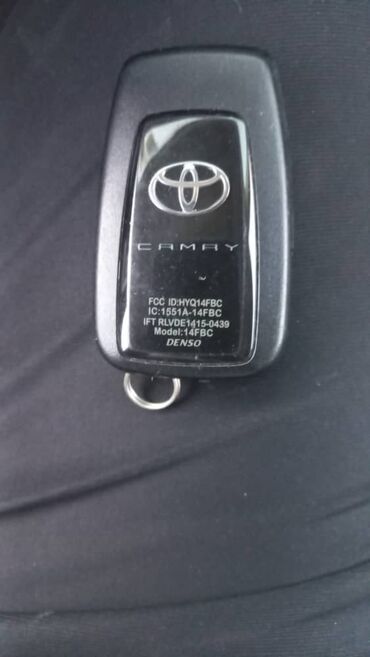 CAMRY
FCC ID:HYQ14FBC
IC:1551A-14FBC
IFT RLVDE1415-0439
Model:14FBC
DENSO